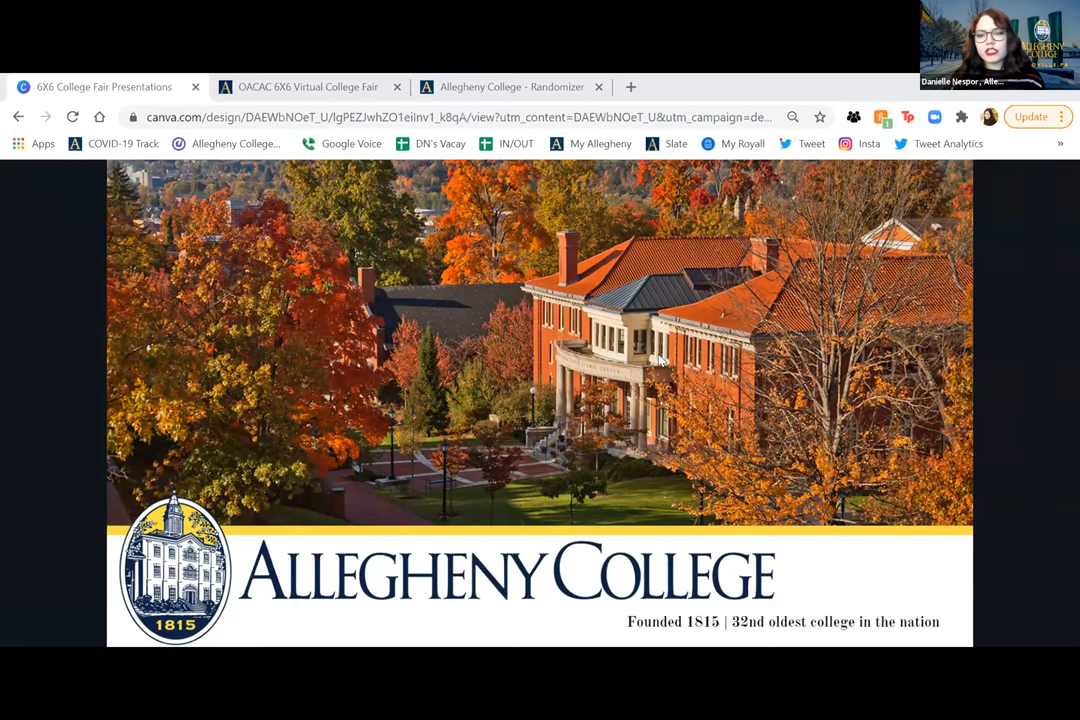 6X6 College Fair Presentations
OACAC 6X6 Virtual College Fair
Allegheny College - Randomizer
canva.com/design/DAEWbNOeT_U/IgPEZJwhZO1eiInv1_k8qA/view?utm_content=DAEWbNOeT_U&utm_campaign=de...
1
Update
Apps
COVID-19 Track
Allegheny College...
Google Voice
DN's Vacay
IN/OUT
My Allegheny
Slate
My Royall
Tweet
Insta
Tweet Analytics
»
ALLEGHENY
COLLEGE
Danielle Nespor, Alle...
1815
ALLEGHENY COLLEGE
Founded 1815 | 32nd oldest college in the nation